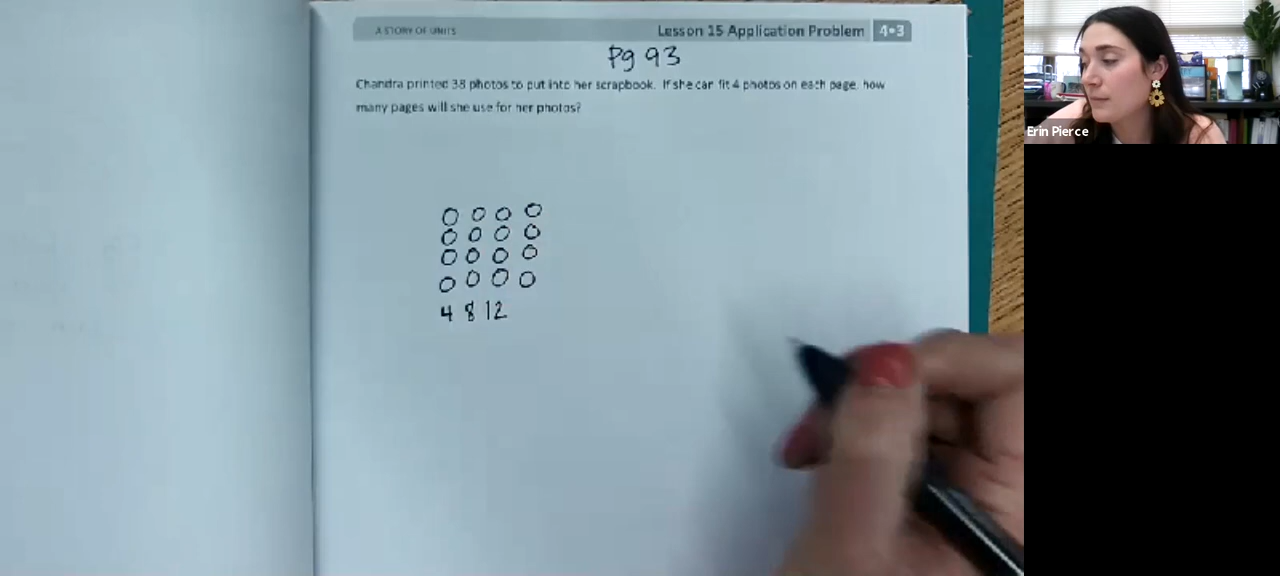 A STORY OF UNITS
Lesson 15 Application Problem 4•3
Pg 93
Chandra printed 38 photos to put into her scrapbook. If she can fit 4 photos on each page, how
many pages will she use for her photos?
4 8 12
Erin Pierce